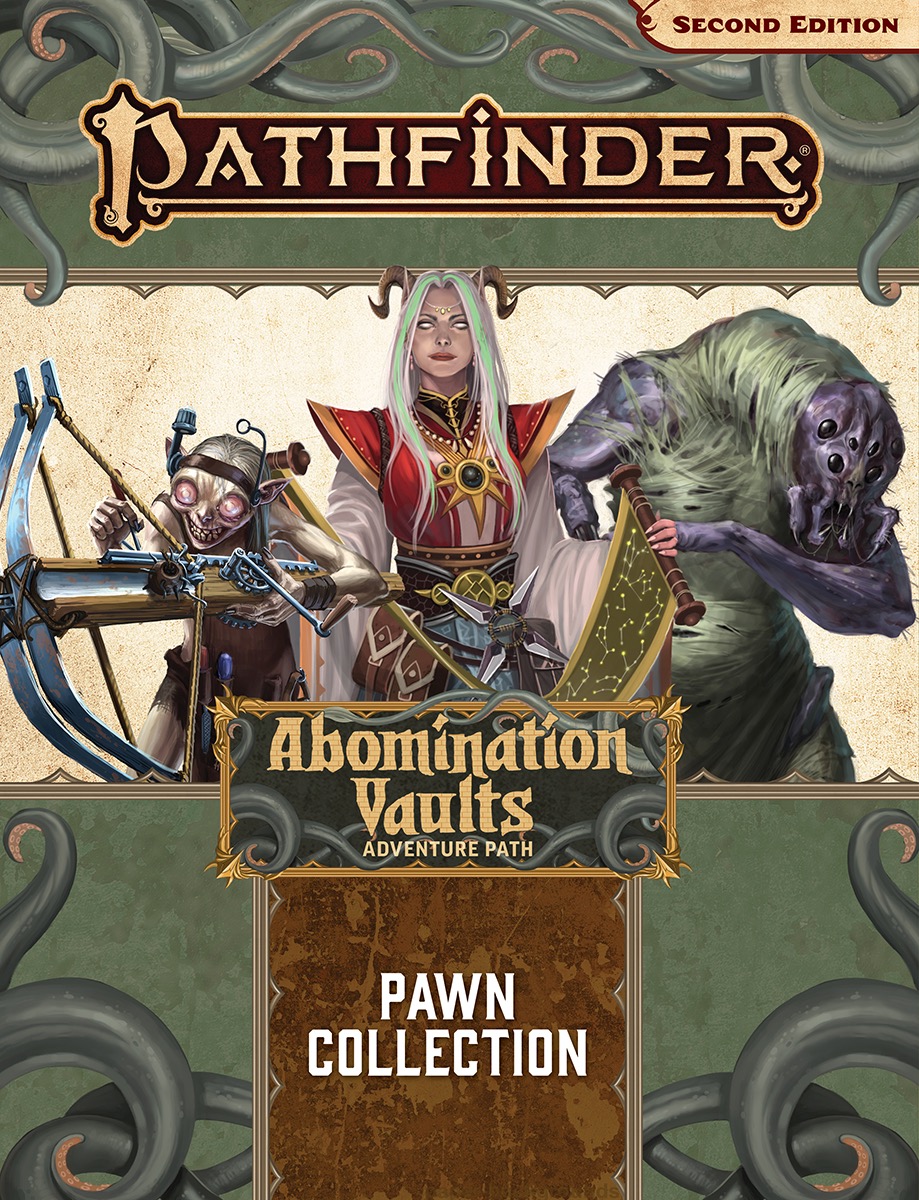 Second Edition
Pathfinder®
Abomination
Vaults
ADVENTURE PATH
PAWN
COLLECTION